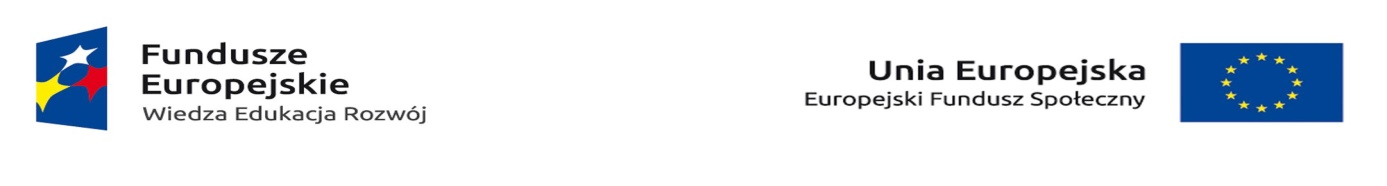 Fundusze
Europejskie
Wiedza Edukacja Rozwój
Unia Europejska
Europejski Fundusz Społeczny